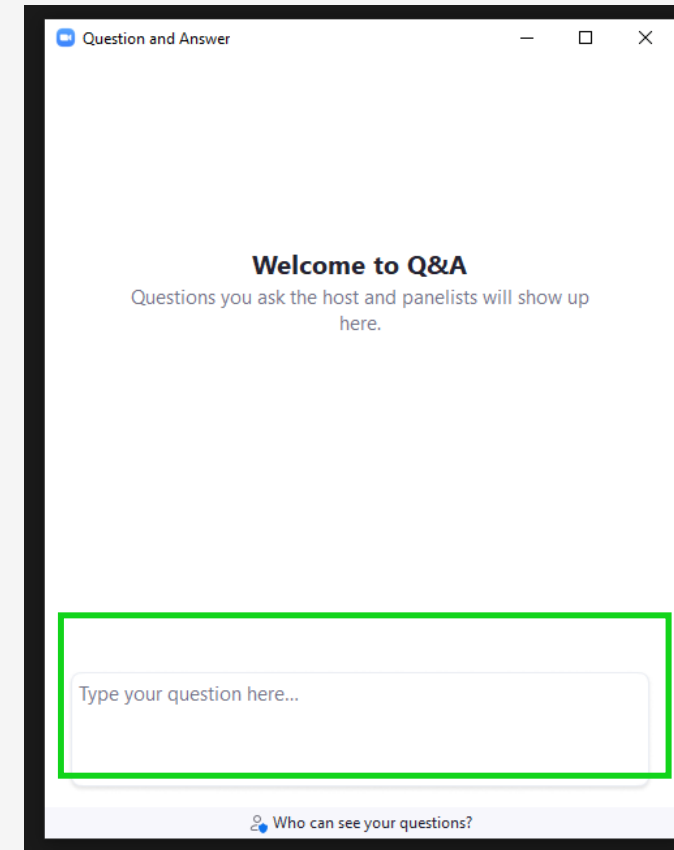 Question and Answer
Welcome to Q&A
Questions you ask the host and panelists will show up
here.
Type your question here...
Who can see your questions?